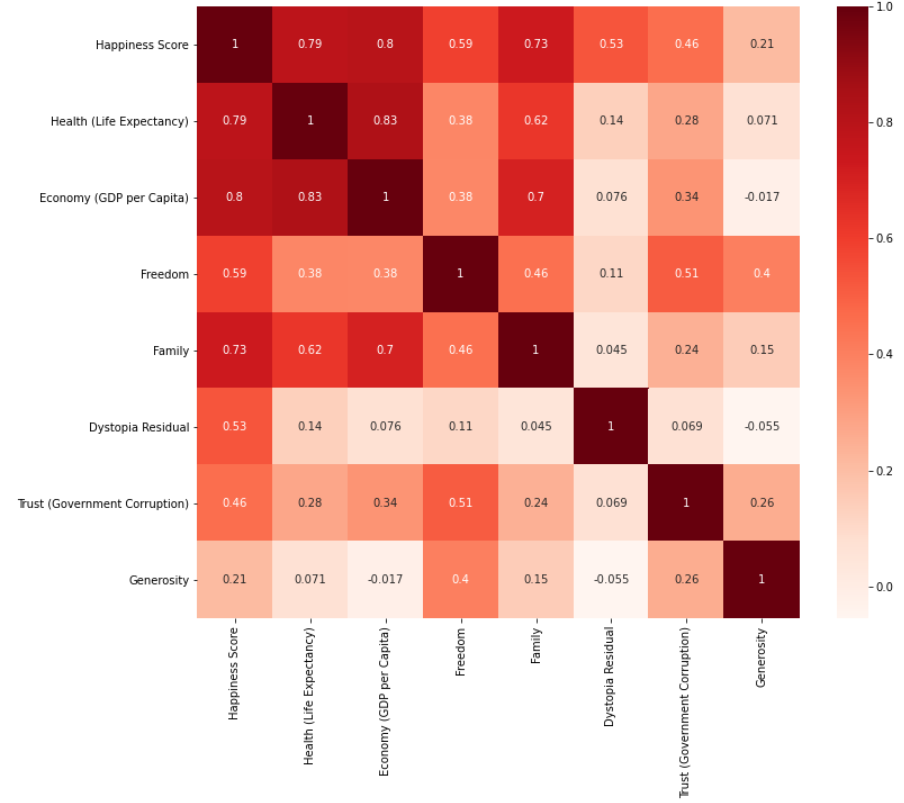 Happiness Score 1 0.79 0.8 0.59 0.73 0.53 0.46 0.21
Health (Life Expectancy) 0.79 1 0.83 0.38 0.62 0.14 0.28 0.071
Economy (GDP per Capita) 0.8 0.83 1 0.38 0.7 0.076 0.34 -0.017
Freedom 0.59 0.38 0.38 1 0.46 0.11 0.51 0.4
Family 0.73 0.62 0.7 0.46 1 0.045 0.24 0.15
Dystopia Residual 0.53 0.14 0.076 0.11 0.045 1 0.069 -0.055
Trust (Government Corruption) 0.46 0.28 0.34 0.51 0.24 0.069 1 0.26
Generosity 0.21 0.071 -0.017 0.4 0.15 -0.055 0.26 1
Happiness Score
Health (Life Expectancy)
Economy (GDP per Capita)
Freedom
Family
Dystopia Residual
Trust (Government Corruption)
Generosity
1.0
0.8
0.6
0.4
0.2
0.0